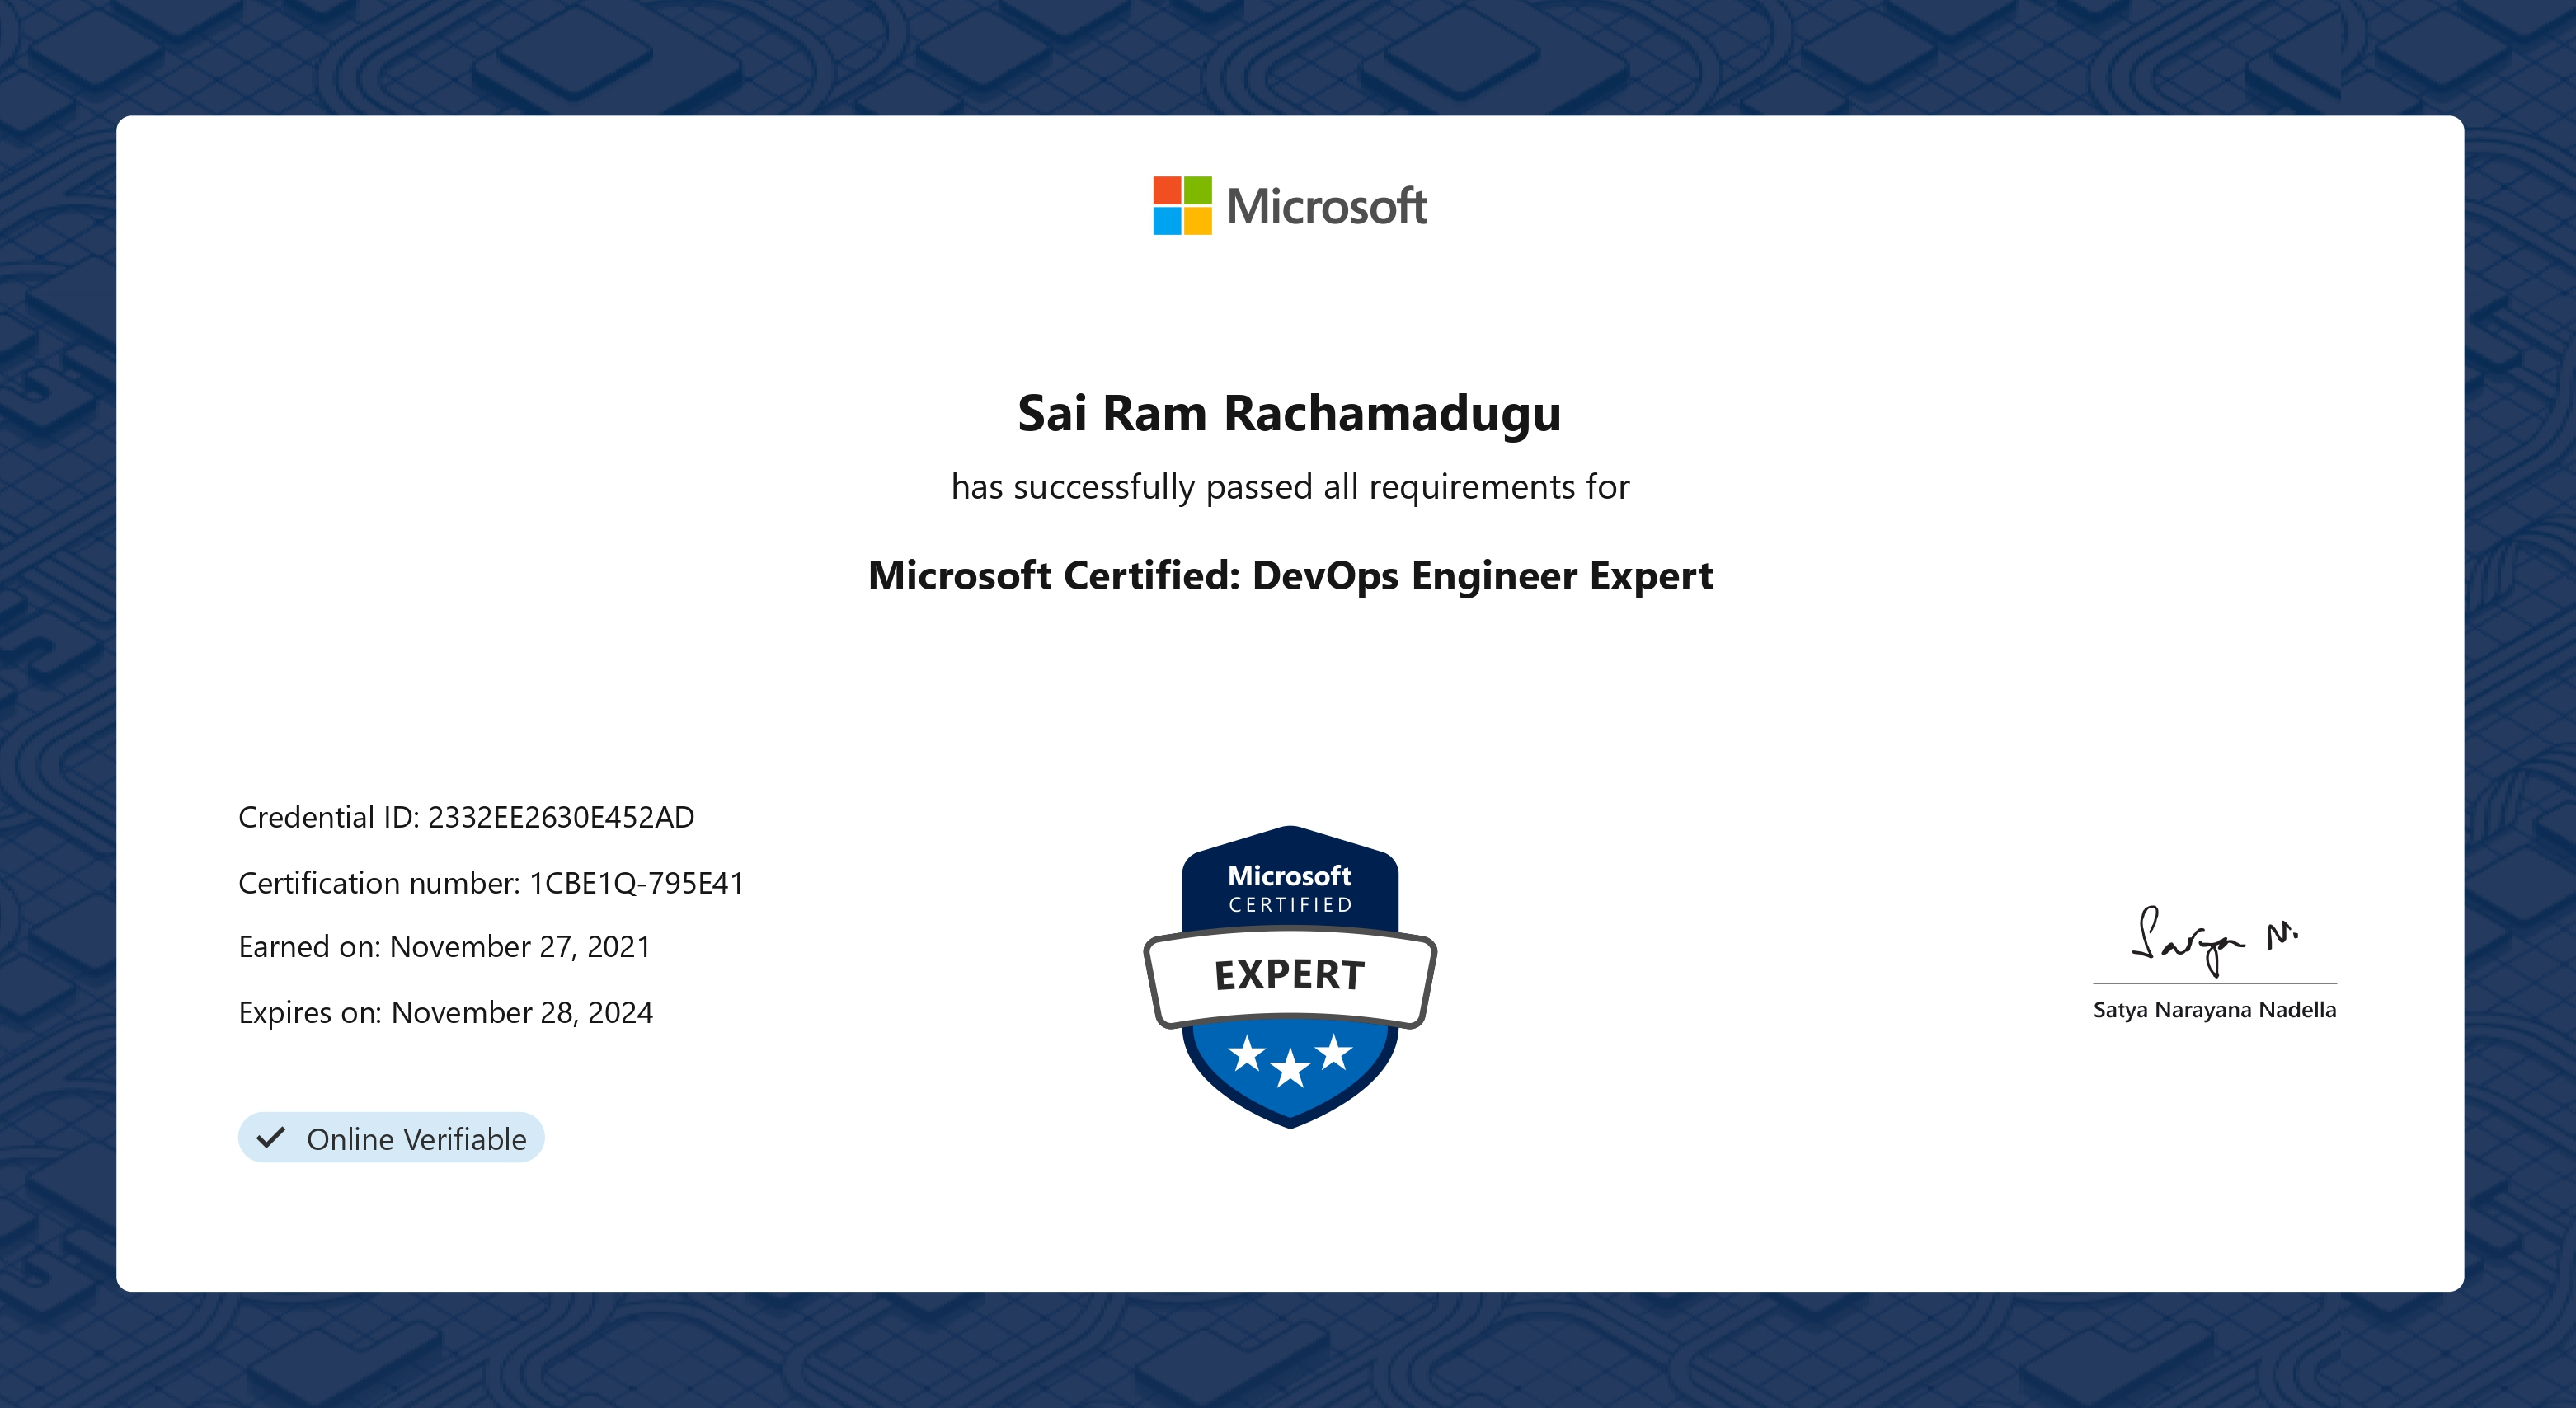 Microsoft
Sai Ram Rachamadugu
has successfully passed all requirements for
Microsoft Certified: DevOps Engineer Expert
Credential ID: 2332EE2630E452AD
Certification number: 1CBE1Q-795E41
Earned on: November 27, 2021
Expires on: November 28, 2024
Online Verifiable
Microsoft
CERTIFIED
EXPERT
Satya N.
Satya Narayana Nadella